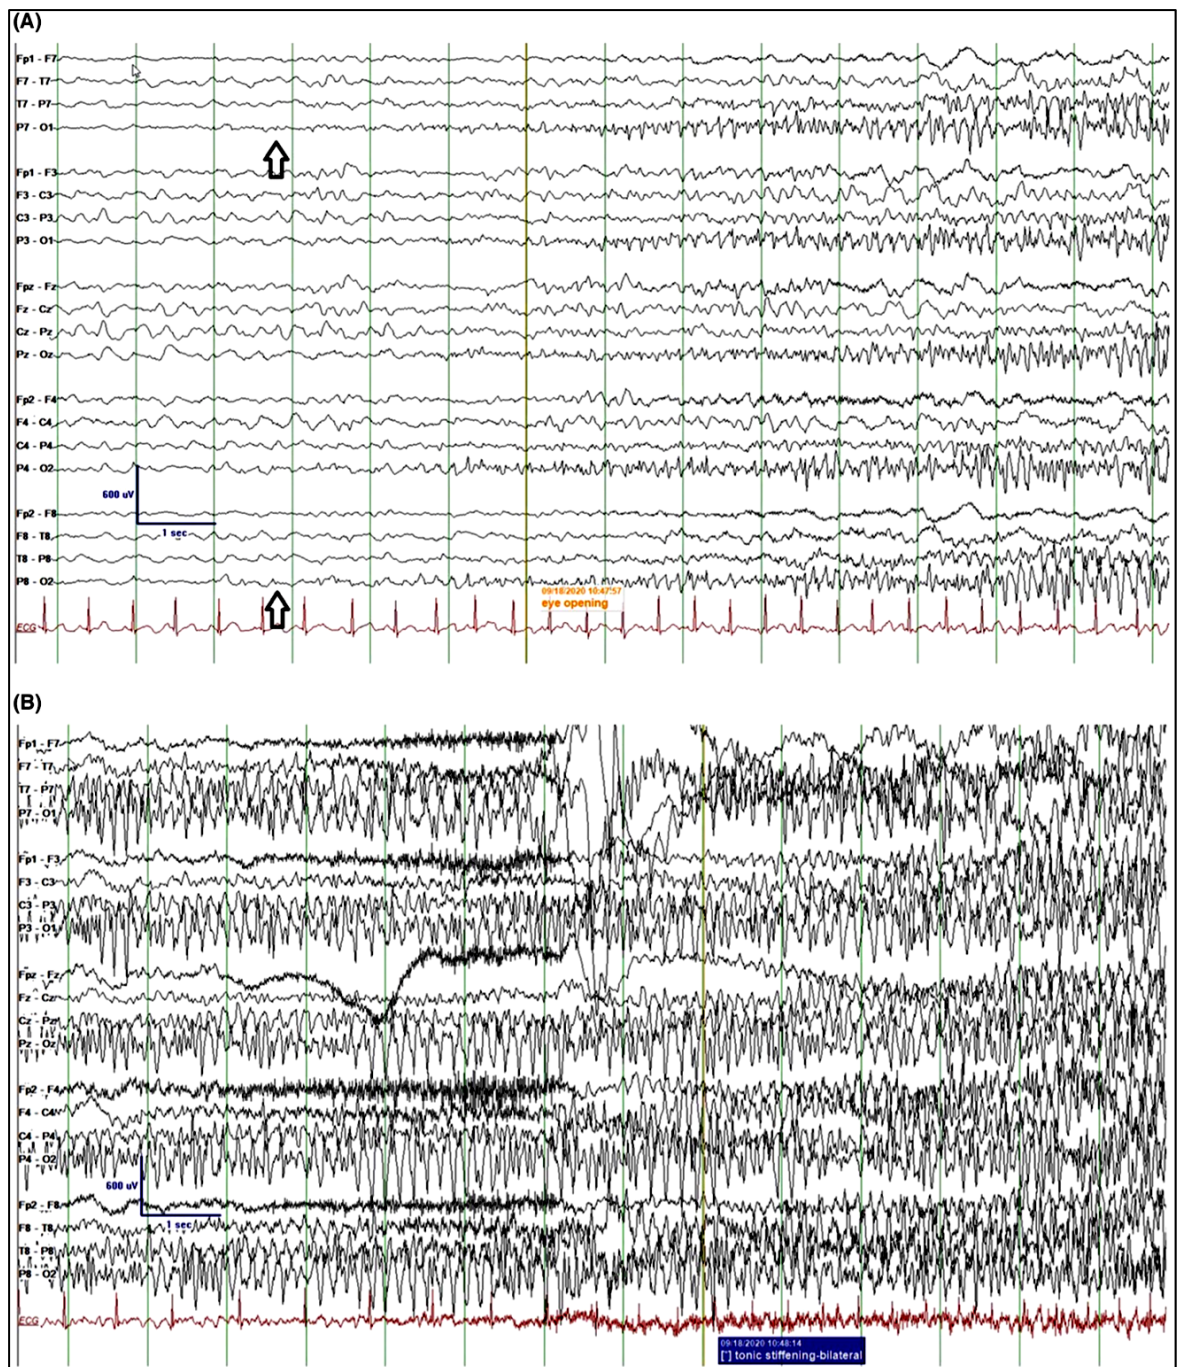 (A)
Fp1 - F7
F7 - T7
T7 - P7
P7 - O1
Fp1 - F3
F3 - C3
C3 - P3
P3 - O1
Fpz - Fz
Fz - Cz
Cz - Pz
Pz - Oz
Fp2 - F4
F4 - C4
C4 - P4
P4 - O2
600 uV
1 sec
Fp2 - F8
F8 - T8
T8 - P8
P8 - O2
09/18/2020 10:47:57
eye opening
ECG
(B)
Fp1 - F7
F7 - T7
T7 - P7
P7 - O1
Fp1 - F3
F3 - C3
C3 - P3
P3 - O1
Fpz - Fz
Fz - Cz
Cz - Pz
Pz - Oz
Fp2 - F4
F4 - C4
C4 - P4
P4 - O2
600 uV
Fp2 - F8
1 sec
F8 - T8
T8 - P8
P8 - O2
ECG
09/18/2020 10:48:14
[*] tonic stiffening-bilateral